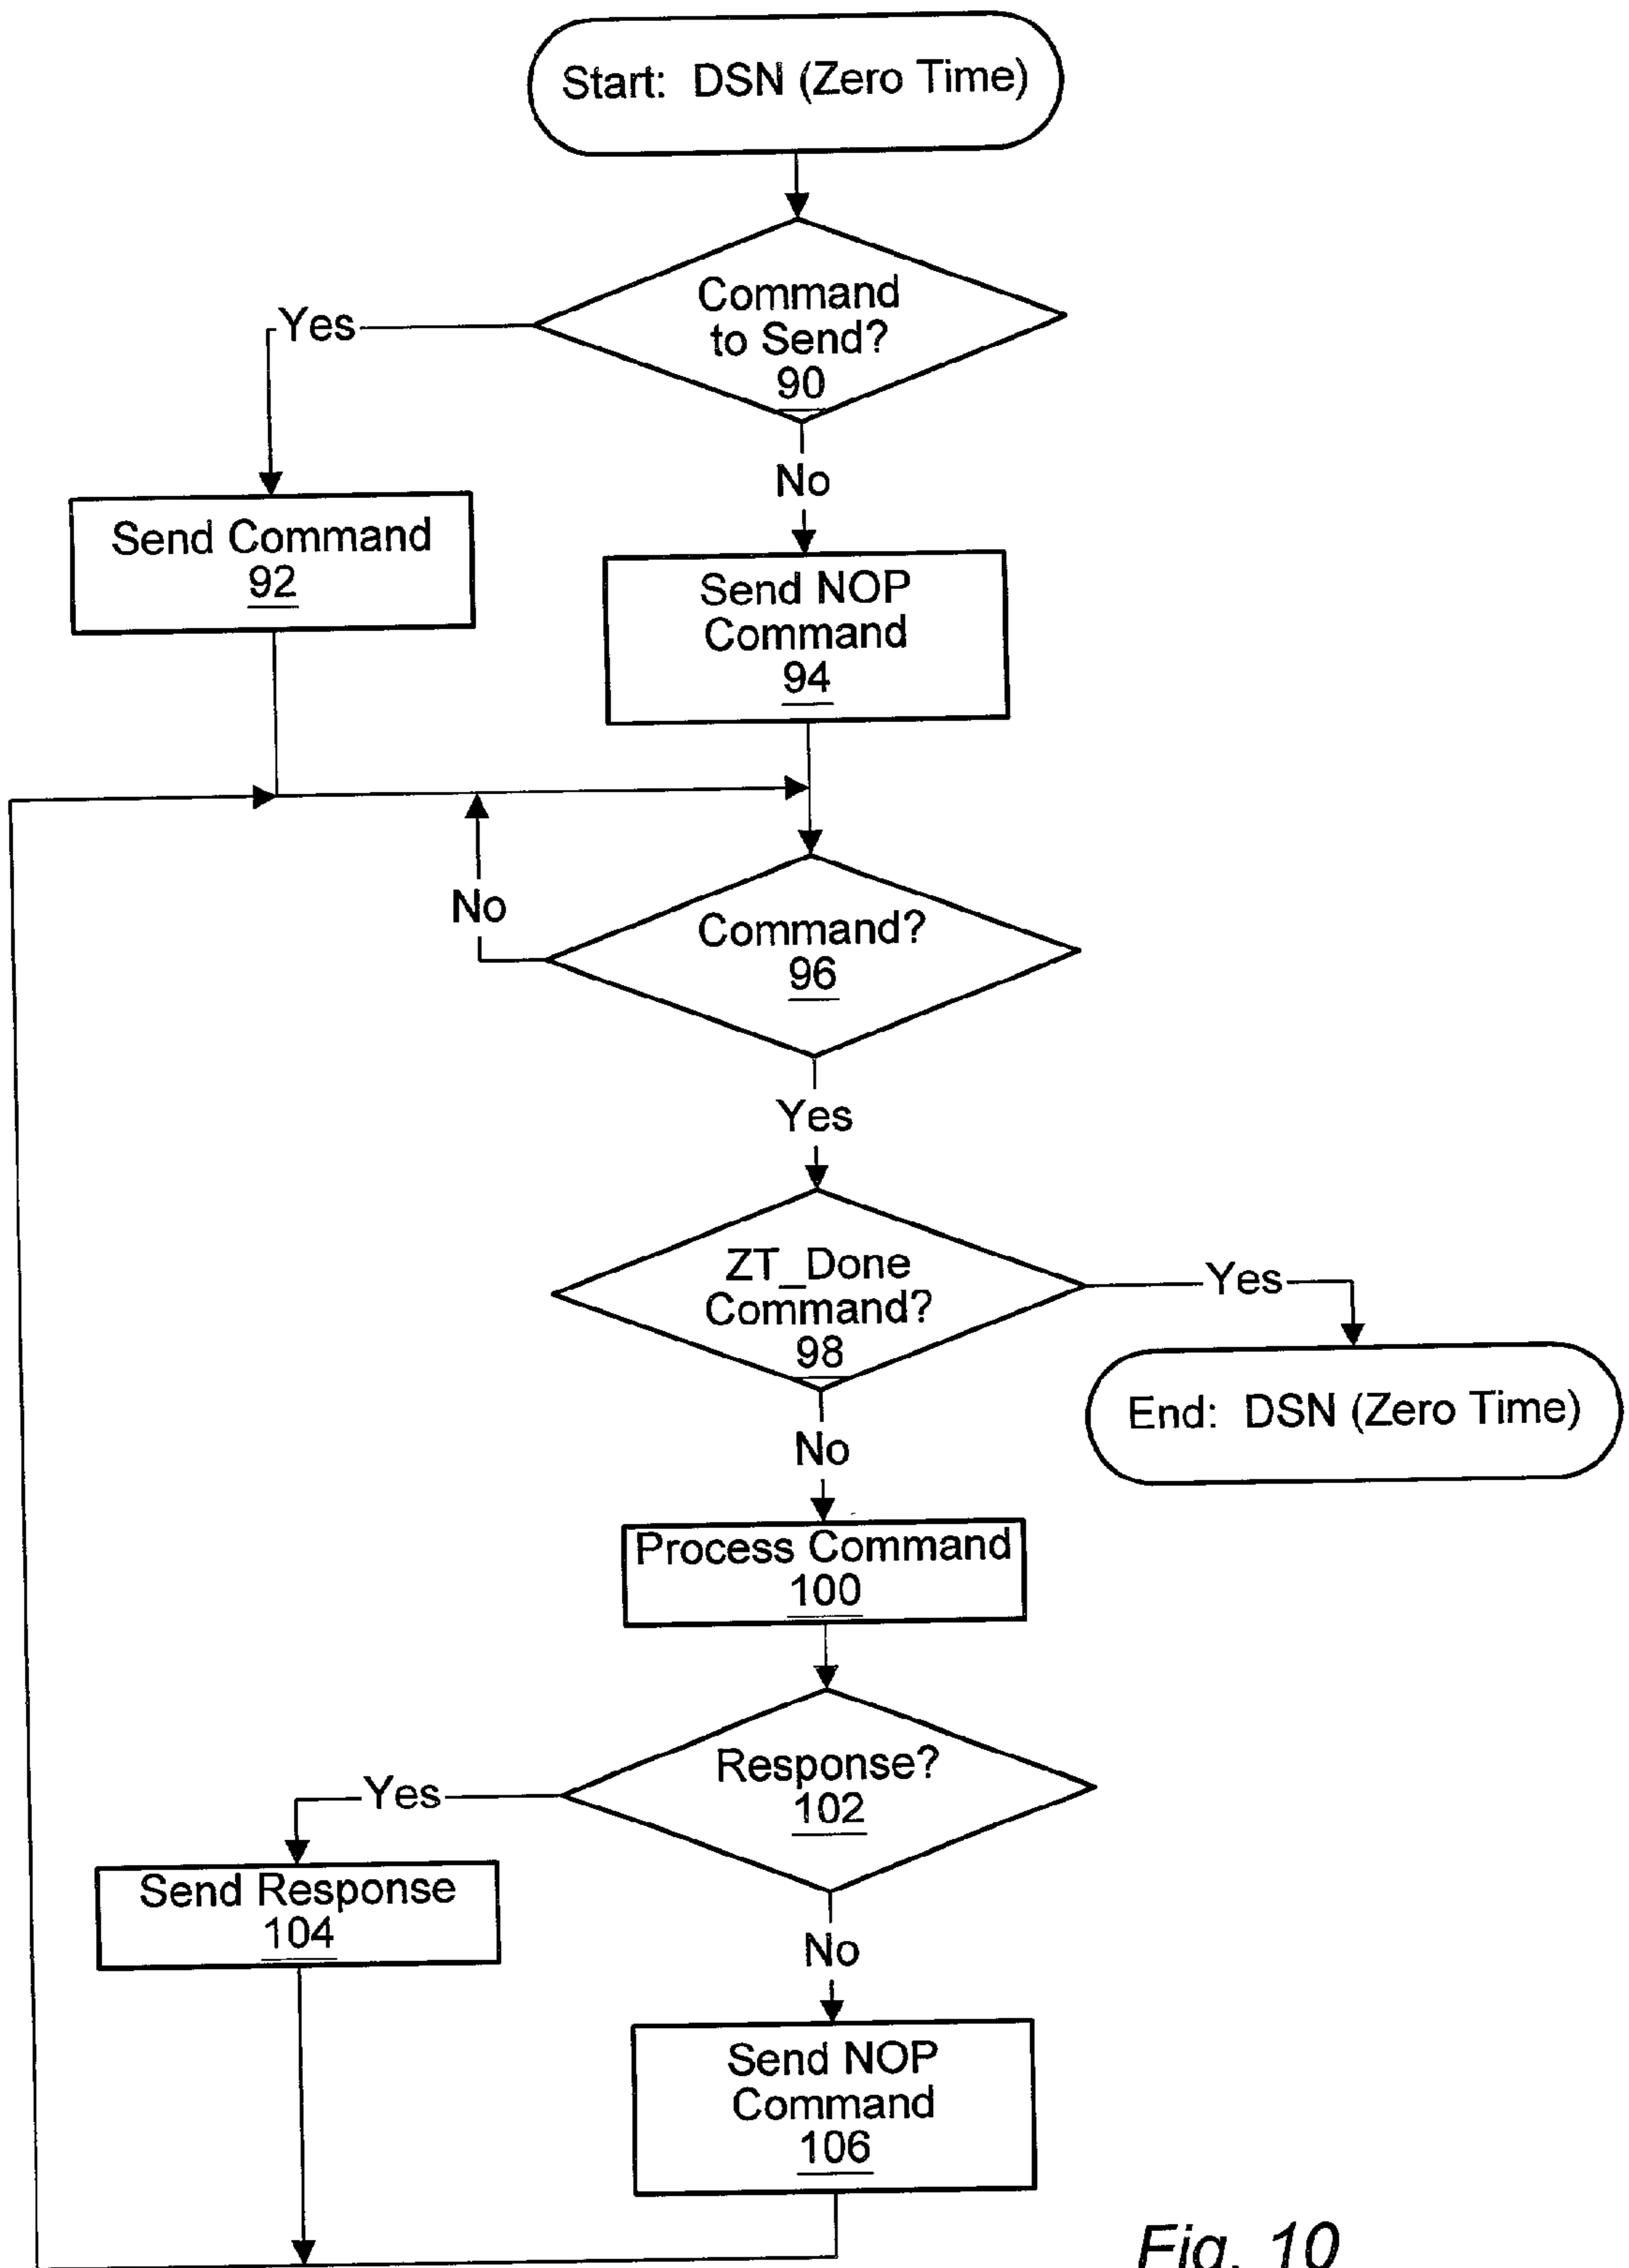 Start: DSN (Zero Time)
Command
to Send?
90
Yes
No
Send Command
92
Send NOP
Command
94
No
Command?
96
Yes
ZT_Done
Command?
98
Yes
End: DSN (Zero Time)
No
Process Command
100
Response?
102
Yes
Send Response
104
No
Send NOP
Command
106
Fig. 10